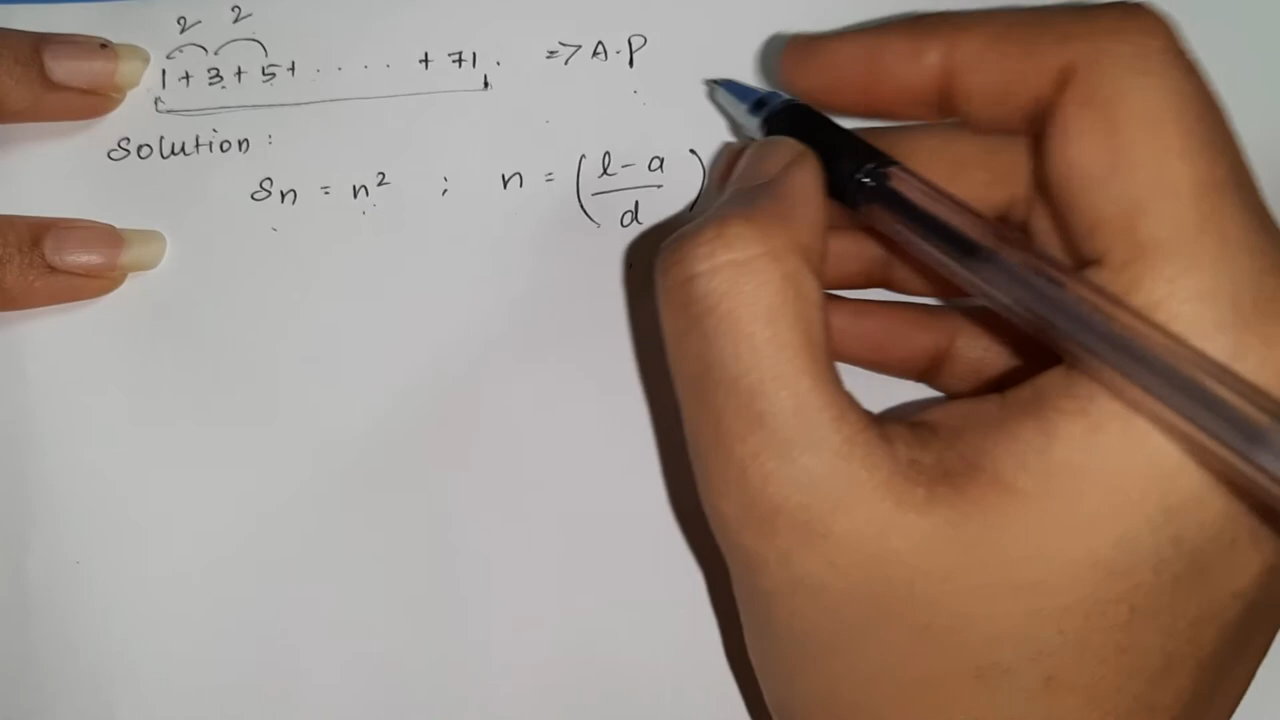 2 2
1 + 3 + 5 + . . . . . + 71 . => A.P
Solution :
Sn = n² ; n = (l - a / d)